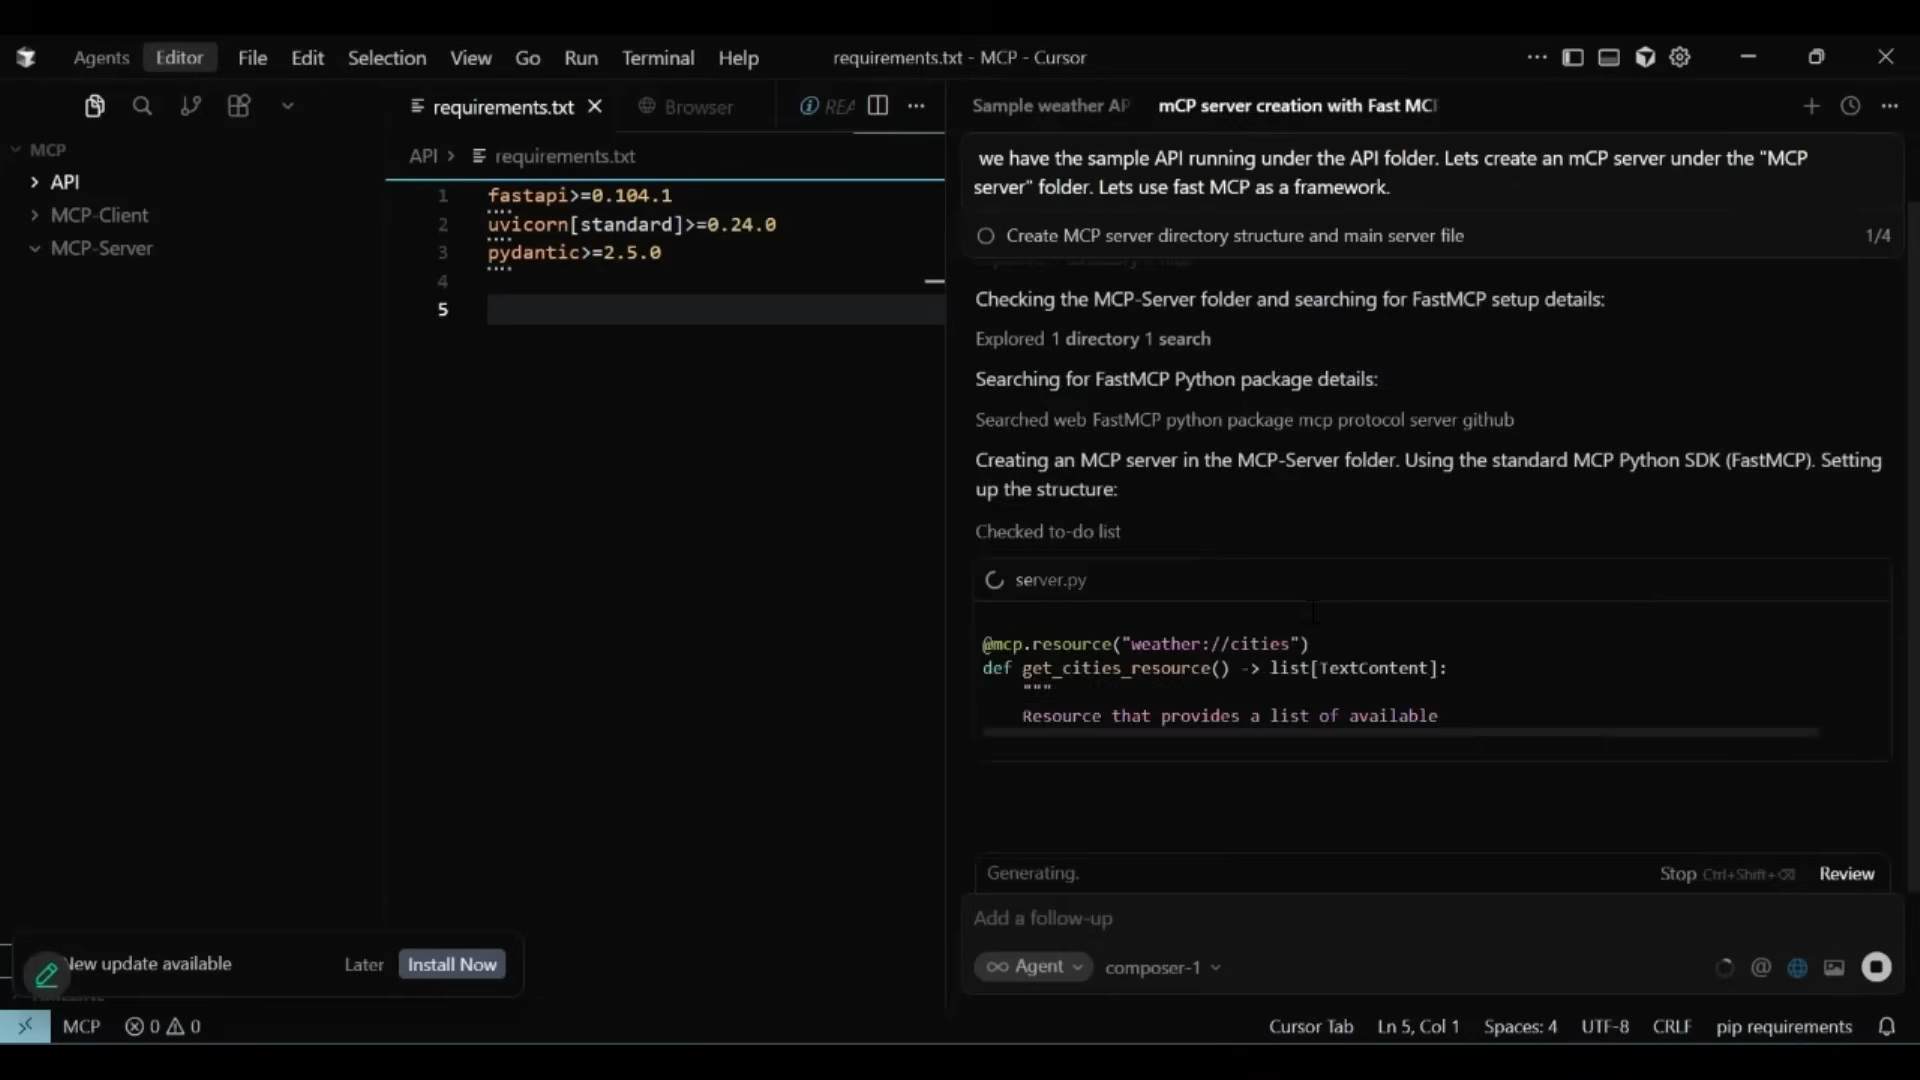 Agents Editor File Edit Selection View Go Run Terminal Help requirements.txt - MCP - Cursor
requirements.txt Browser REA
Sample weather AP mCP server creation with Fast MC
MCP
API
MCP-Client
MCP-Server
API > requirements.txt
1 fastapi>=0.104.1
2 uvicorn[standard]>=0.24.0
3 pydantic>=2.5.0
4
5
we have the sample API running under the API folder. Lets create an mCP server under the "MCP
server" folder. Lets use fast MCP as a framework.
Create MCP server directory structure and main server file 1/4
Checking the MCP-Server folder and searching for FastMCP setup details:
Explored 1 directory 1 search
Searching for FastMCP Python package details:
Searched web FastMCP python package mcp protocol server github
Creating an MCP server in the MCP-Server folder. Using the standard MCP Python SDK (FastMCP). Setting
up the structure:
Checked to-do list
server.py
@mcp.resource("weather://cities")
def get_cities_resource() -> list[TextContent]:
"""
Resource that provides a list of available
Generating. Stop Ctrl+Shift+⌫ Review
Add a follow-up
∞ Agent composer-1
New update available Later Install Now
MCP 0 0 Cursor Tab Ln 5, Col 1 Spaces: 4 UTF-8 CRLF pip requirements